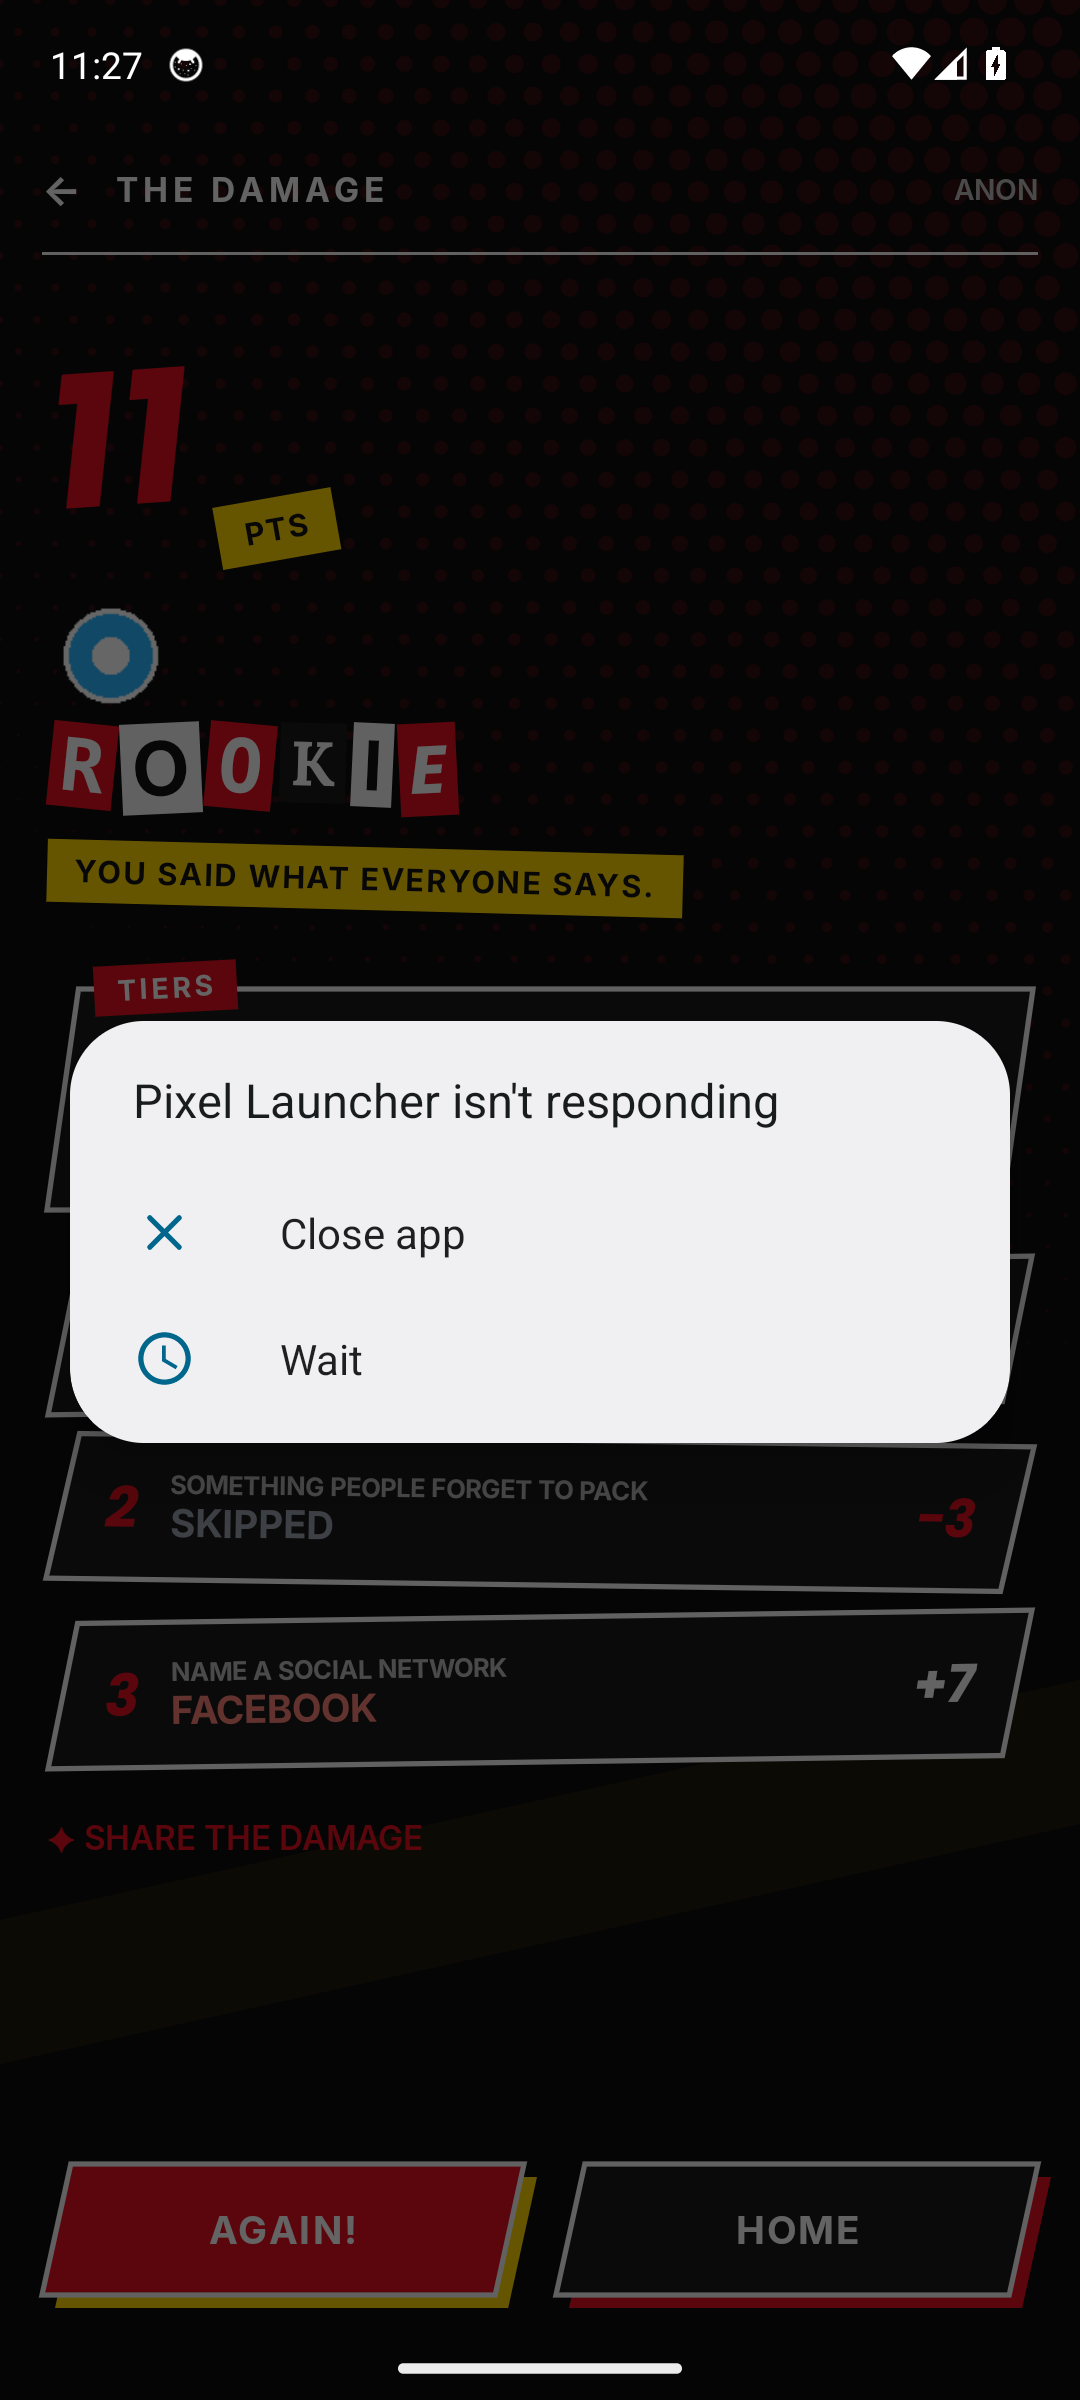 11:27
THE DAMAGE
ANON
11
PTS
ROOKIE
YOU SAID WHAT EVERYONE SAYS.
TIERS
Pixel Launcher isn't responding
Close app
Wait
2
SOMETHING PEOPLE FORGET TO PACK
SKIPPED
−3
3
NAME A SOCIAL NETWORK
FACEBOOK
+7
SHARE THE DAMAGE
AGAIN!
HOME